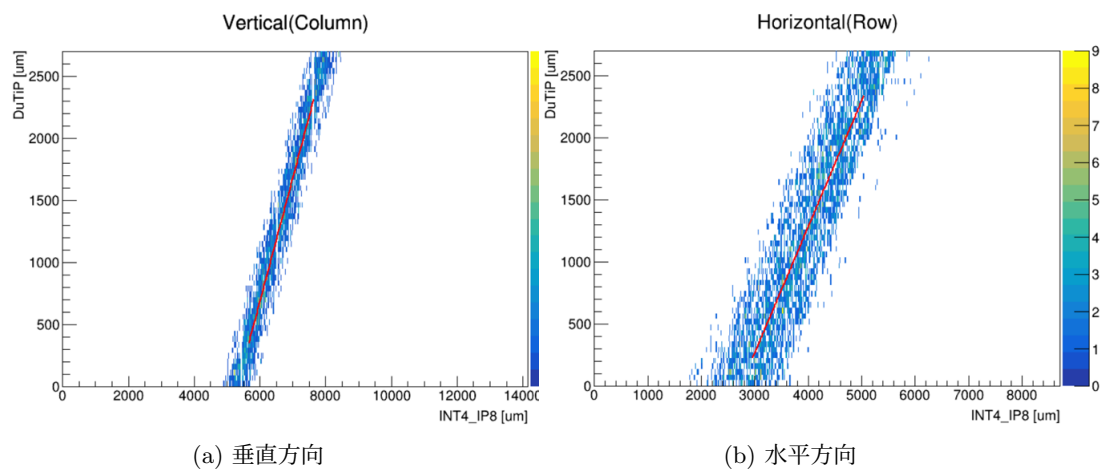 Vertical(Column)
DuTiP [um]
2500
2000
1500
1000
500
0
0 2000 4000 6000 8000 10000 12000 14000
INT4_IP8 [um]
(a) 垂直方向
Horizontal(Row)
DuTiP [um]
2500
2000
1500
1000
500
0
0 1000 2000 3000 4000 5000 6000 7000 8000
INT4_IP8 [um]
9
8
7
6
5
4
3
2
1
0
(b) 水平方向